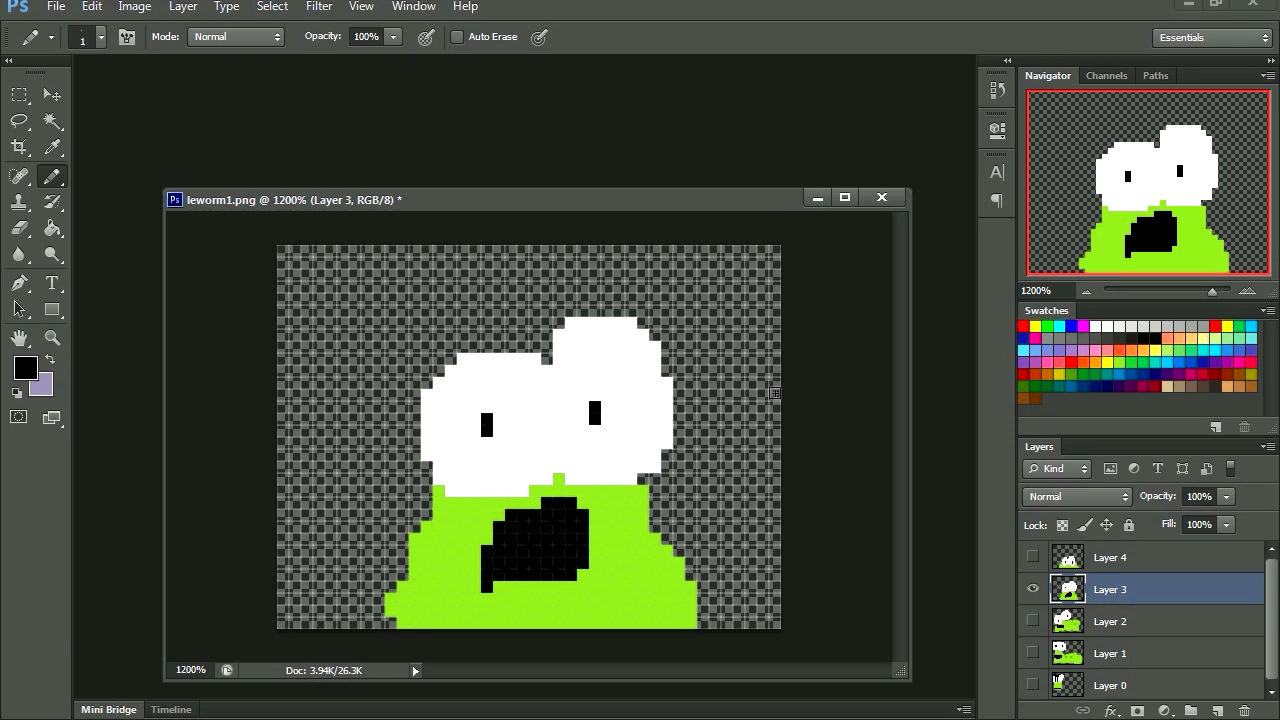 Ps File Edit Image Layer Type Select Filter View Window Help
1 Mode: Normal Opacity: 100% Auto Erase Essentials
Navigator Channels Paths
Ps leworm1.png @ 1200% (Layer 3, RGB/8) *
1200%
Swatches
Layers
Kind
Normal Opacity: 100%
Lock: Fill: 100%
Layer 4
Layer 3
Layer 2
Layer 1
Layer 0
1200% Doc: 3.94K/26.3K
Mini Bridge Timeline